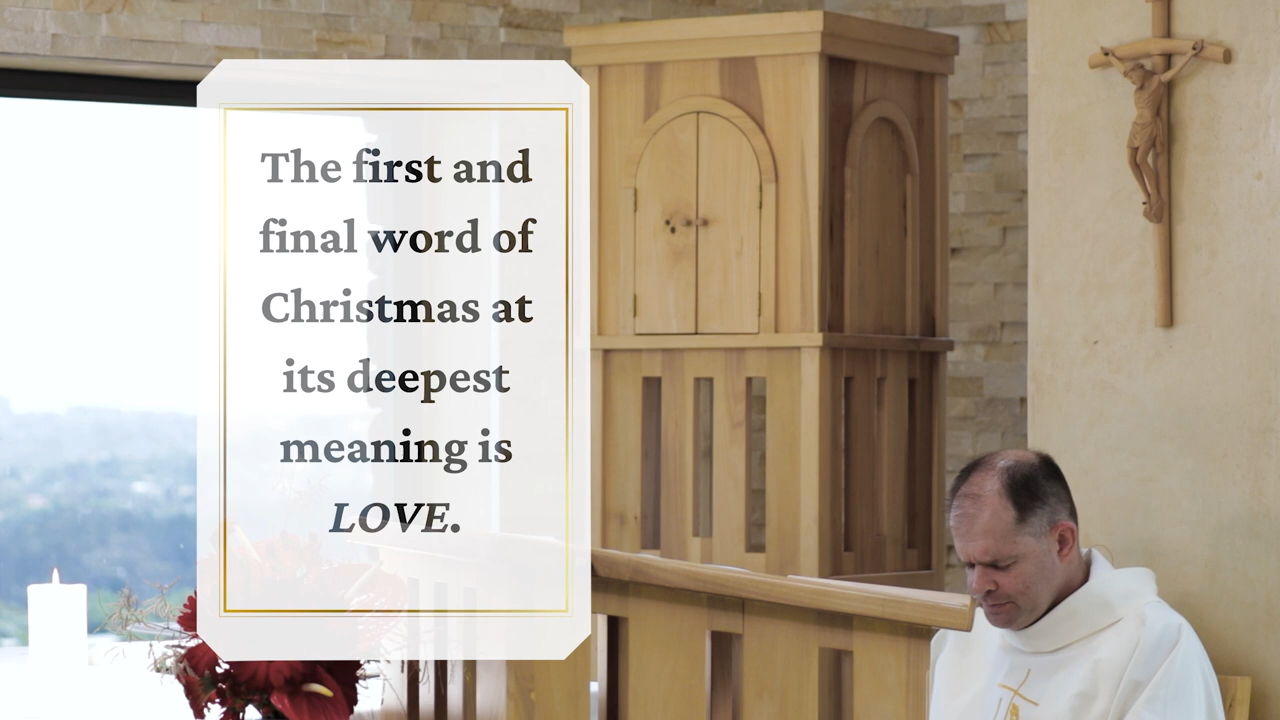 The first and
final word of
Christmas at
its deepest
meaning is
LOVE.